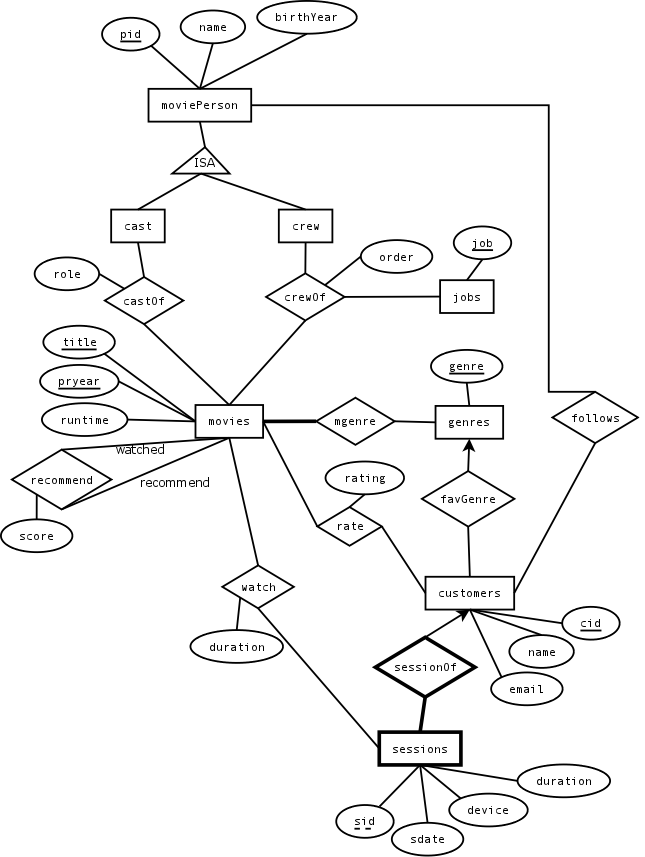 birthYear
name
pid
moviePerson
ISA
cast
crew
job
order
role
castOf
crewOf
jobs
title
genre
pryear
runtime
movies
mgenre
genres
follows
watched
recommend
recommend
rating
favGenre
score
rate
watch
customers
cid
duration
name
sessionOf
email
sessions
duration
device
sid
sdate